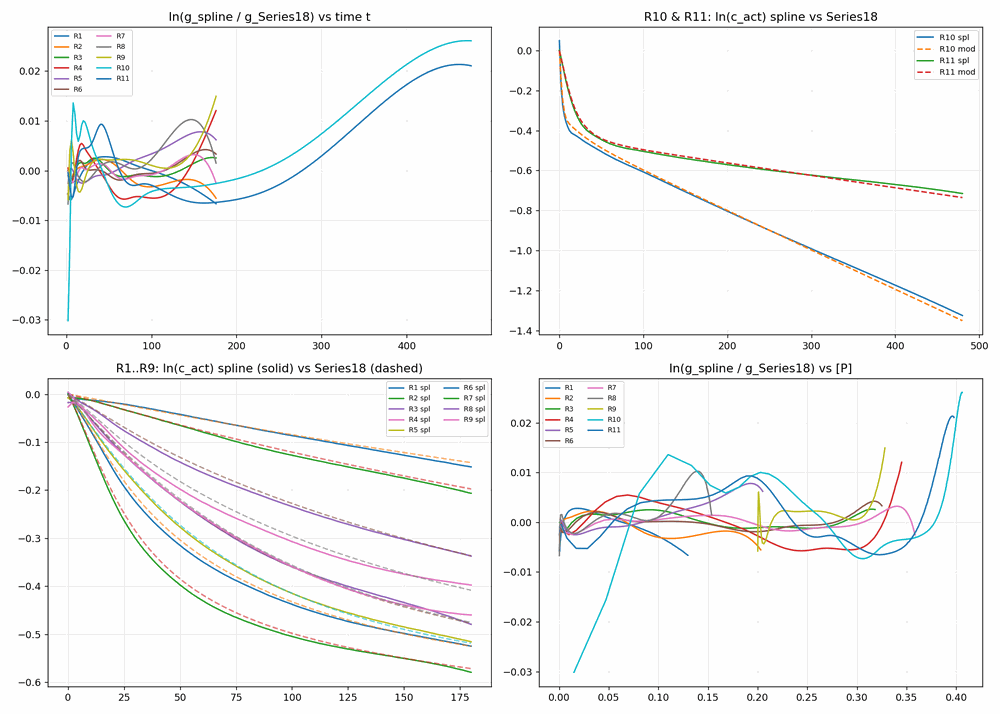 ln(g_spline / g_Series18) vs time t
R1 R7
R2 R8
R3 R9
R4 R10
R5 R11
R6
0.02
0.01
0.00
−0.01
−0.02
−0.03
0 100 200 300 400
R10 & R11: ln(c_act) spline vs Series18
R10 spl
R10 mod
R11 spl
R11 mod
0.0
−0.2
−0.4
−0.6
−0.8
−1.0
−1.2
−1.4
0 100 200 300 400 500
R1..R9: ln(c_act) spline (solid) vs Series18 (dashed)
R1 spl R6 spl
R2 spl R7 spl
R3 spl R8 spl
R4 spl R9 spl
R5 spl
0.0
−0.1
−0.2
−0.3
−0.4
−0.5
−0.6
0 25 50 75 100 125 150 175
ln(g_spline / g_Series18) vs [P]
R1 R7
R2 R8
R3 R9
R4 R10
R5 R11
R6
0.02
0.01
0.00
−0.01
−0.02
−0.03
0.00 0.05 0.10 0.15 0.20 0.25 0.30 0.35 0.40